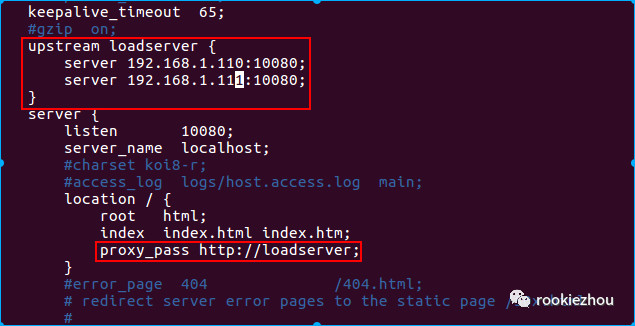 keepalive_timeout  65;
#gzip  on;
upstream loadserver {
server 192.168.1.110:10080;
server 192.168.1.111:10080;
}
server {
listen       10080;
server_name  localhost;
#charset koi8-r;
#access_log  logs/host.access.log  main;
location / {
root   html;
index  index.html index.htm;
proxy_pass http://loadserver;
}
#error_page  404              /404.html;
# redirect server error pages to the static page /
#
rokiezhou